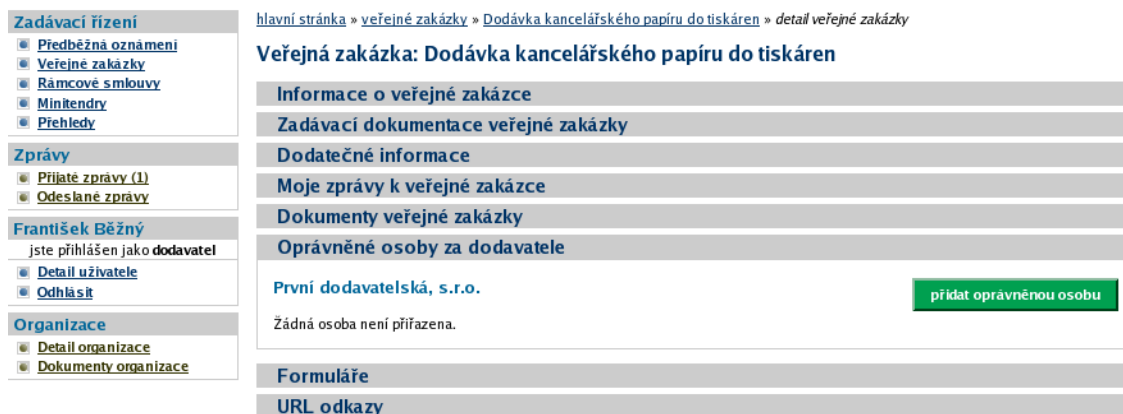 Zadávací řízení
Předběžná oznámení
Veřejné zakázky
Rámcové smlouvy
Minitendry
Přehledy
Zprávy
Přijaté zprávy (1)
Odeslané zprávy
František Běžný
jste přihlášen jako dodavatel
Detail uživatele
Odhlásit
Organizace
Detail organizace
Dokumenty organizace
hlavní stránka » veřejné zakázky » Dodávka kancelářského papíru do tiskáren » detail veřejné zakázky
Veřejná zakázka: Dodávka kancelářského papíru do tiskáren
Informace o veřejné zakázce
Zadávací dokumentace veřejné zakázky
Dodatečné informace
Moje zprávy k veřejné zakázce
Dokumenty veřejné zakázky
Oprávněné osoby za dodavatele
První dodavatelská, s.r.o.
přidat oprávněnou osobu
Žádná osoba není přiřazena.
Formuláře
URL odkazy